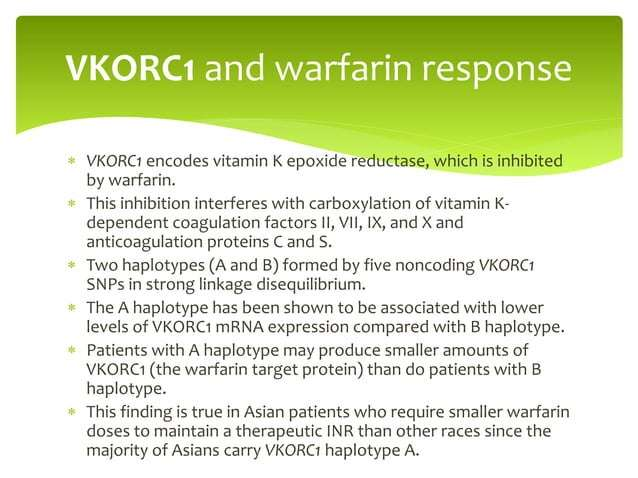 VKORC1 and warfarin response
VKORC1 encodes vitamin K epoxide reductase, which is inhibited
by warfarin.
This inhibition interferes with carboxylation of vitamin K-
dependent coagulation factors II, VII, IX, and X and
anticoagulation proteins C and S.
Two haplotypes (A and B) formed by five noncoding VKORC1
SNPs in strong linkage disequilibrium.
The A haplotype has been shown to be associated with lower
levels of VKORC1 mRNA expression compared with B haplotype.
Patients with A haplotype may produce smaller amounts of
VKORC1 (the warfarin target protein) than do patients with B
haplotype.
This finding is true in Asian patients who require smaller warfarin
doses to maintain a therapeutic INR than other races since the
majority of Asians carry VKORC1 haplotype A.